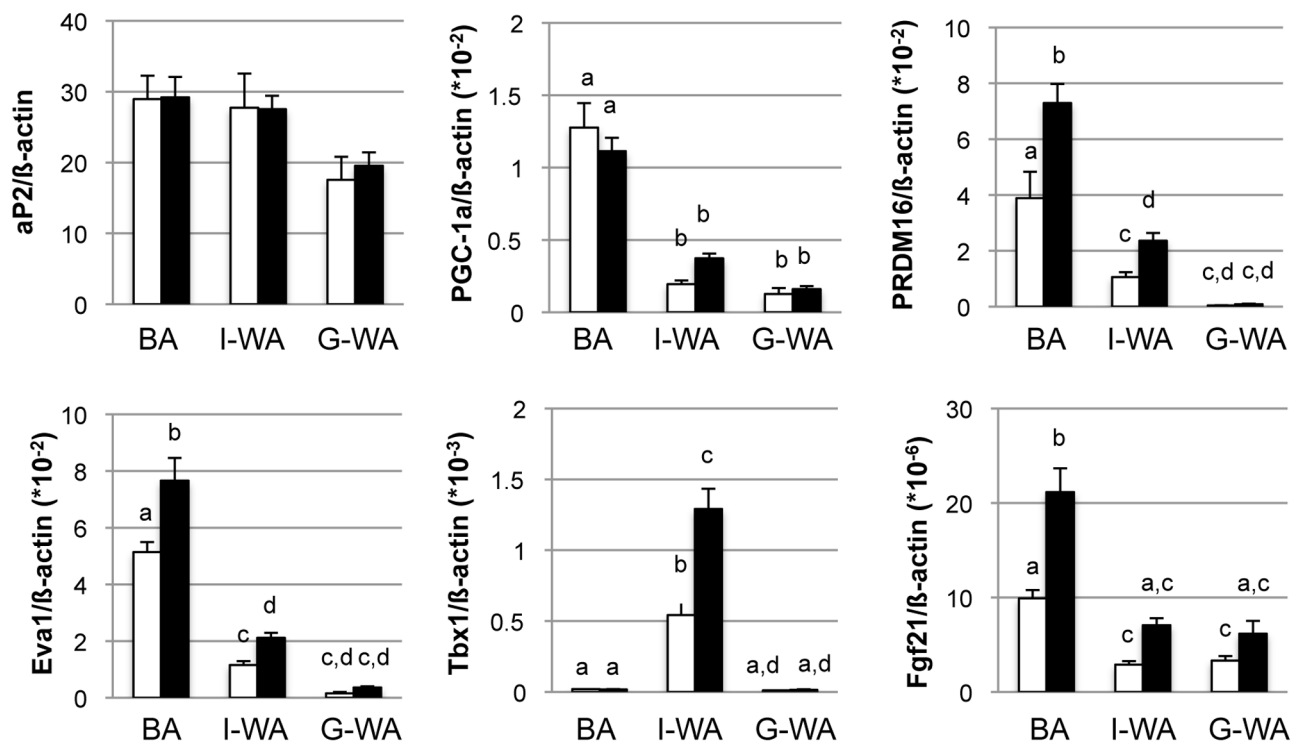 aP2/ß-actin
40
30
20
10
0
BA I-WA G-WA
PGC-1a/ß-actin (*10-2)
2
1.5
1
0.5
0
a
a
b
b
b b
BA I-WA G-WA
PRDM16/ß-actin (*10-2)
10
8
6
4
2
0
a
b
c
d
c,d c,d
BA I-WA G-WA
Eva1/ß-actin (*10-2)
10
8
6
4
2
0
a
b
c
d
c,d c,d
BA I-WA G-WA
Tbx1/ß-actin (*10-3)
2
1.5
1
0.5
0
a a
b
c
a,d a,d
BA I-WA G-WA
Fgf21/ß-actin (*10-6)
30
20
10
0
a
b
c
a,c
c
a,c
BA I-WA G-WA